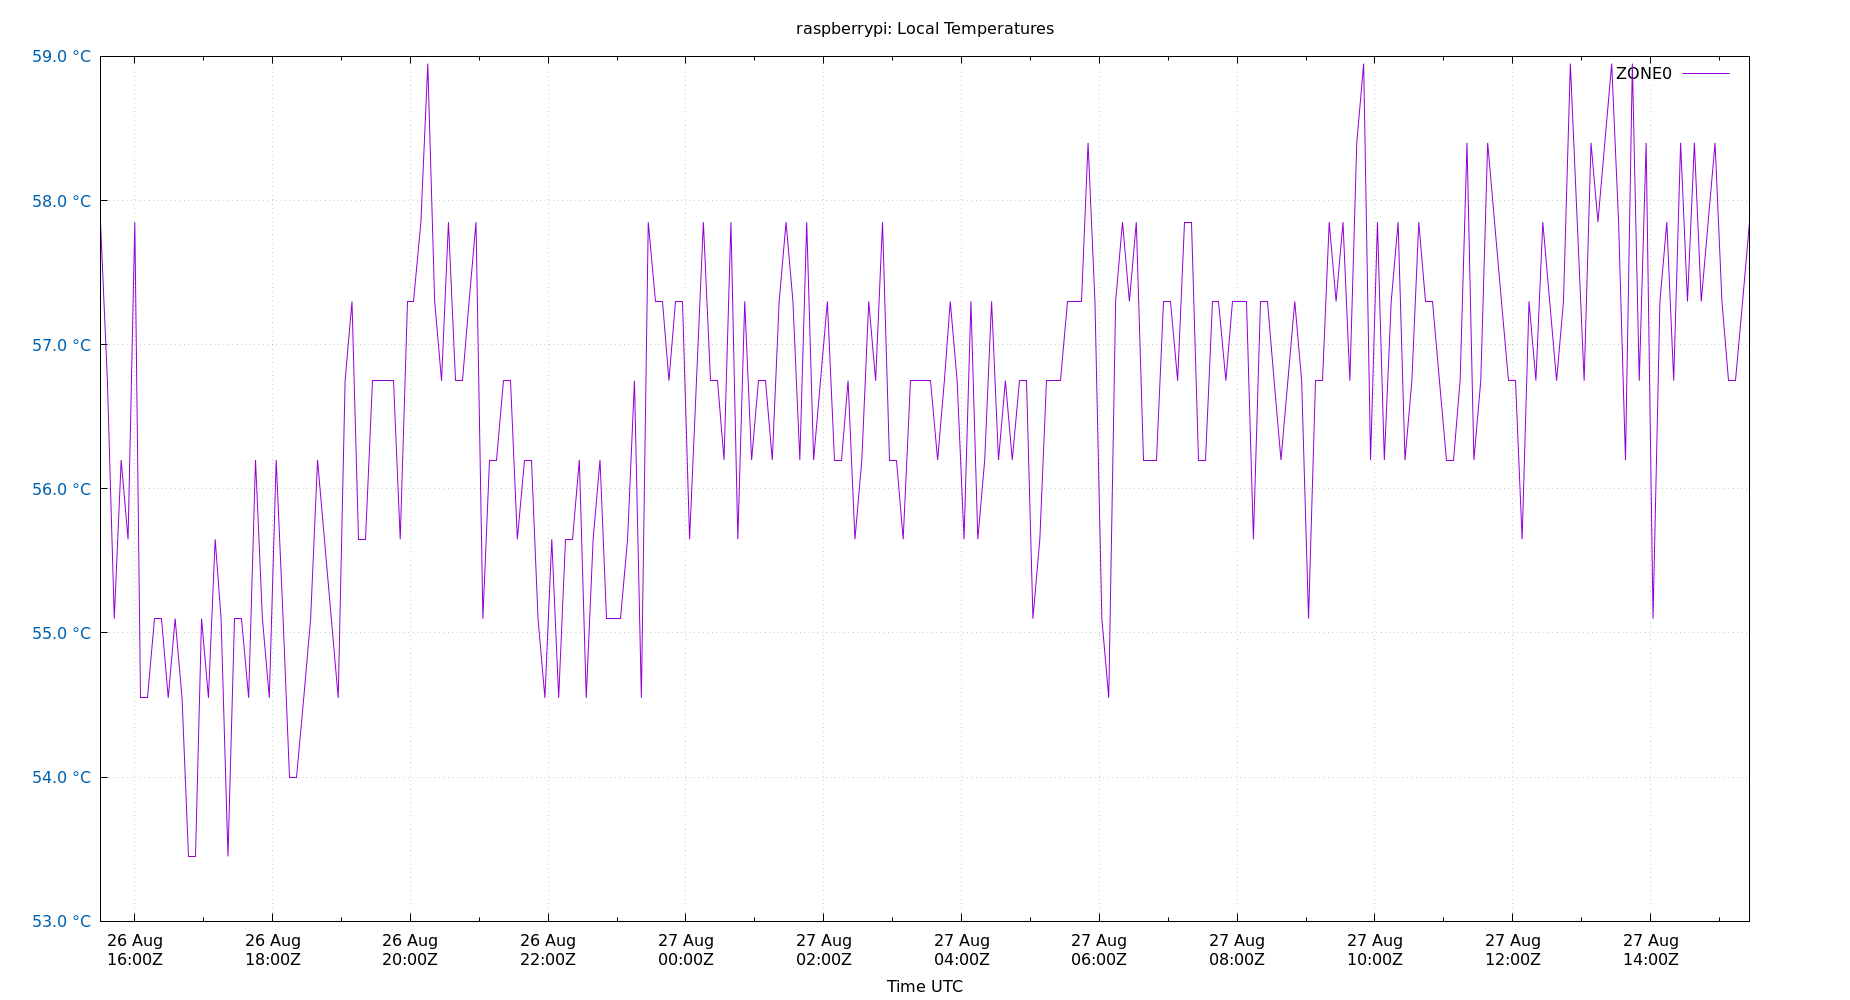 raspberrypi: Local Temperatures
59.0 °C
ZONE0
58.0 °C
57.0 °C
56.0 °C
55.0 °C
54.0 °C
53.0 °C
26 Aug 26 Aug 26 Aug 26 Aug 27 Aug 27 Aug 27 Aug 27 Aug 27 Aug 27 Aug 27 Aug 27 Aug
16:00Z 18:00Z 20:00Z 22:00Z 00:00Z 02:00Z 04:00Z 06:00Z 08:00Z 10:00Z 12:00Z 14:00Z
Time UTC